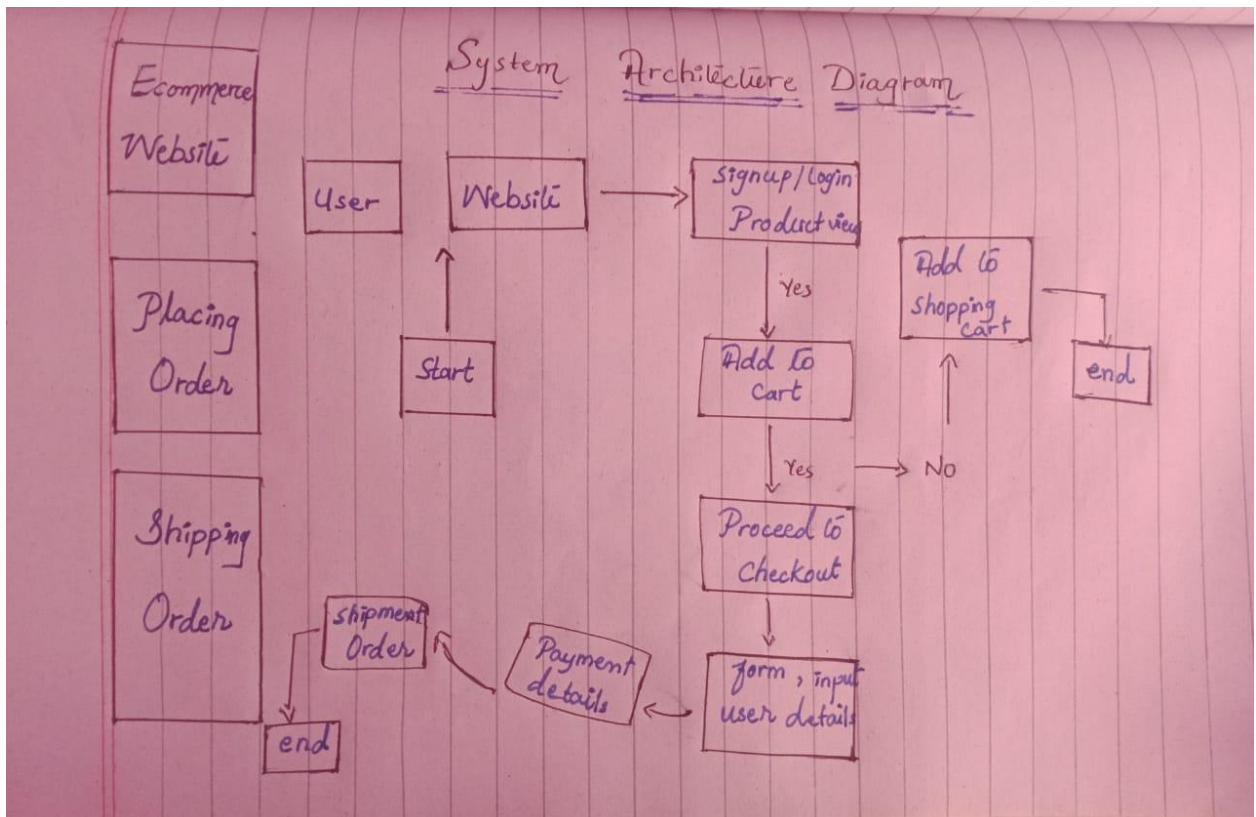 System Architecture Diagram
Ecommerce
Website
Placing
Order
Shipping
Order
User
Website
Start
Signup/Login
Product view
Yes
Add to
Cart
Yes
No
Add to
Shopping
cart
end
Proceed to
Checkout
form, input
user details
Payment
details
Shipment
Order
end